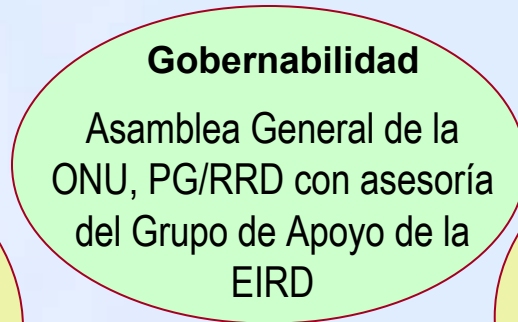 Gobernabilidad
Asamblea General de la
ONU, PG/RRD con asesoría
del Grupo de Apoyo de la
EIRD